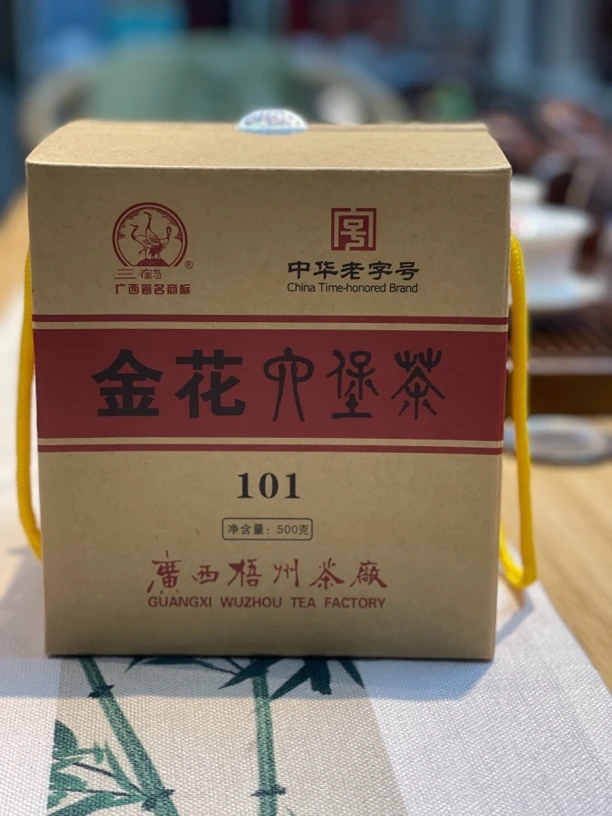 三鹤
®
广西著名商标
中华老字号
China Time-honored Brand
金花六堡茶
101
净含量：500克
廣西梧州茶廠
GUANGXI WUZHOU TEA FACTORY